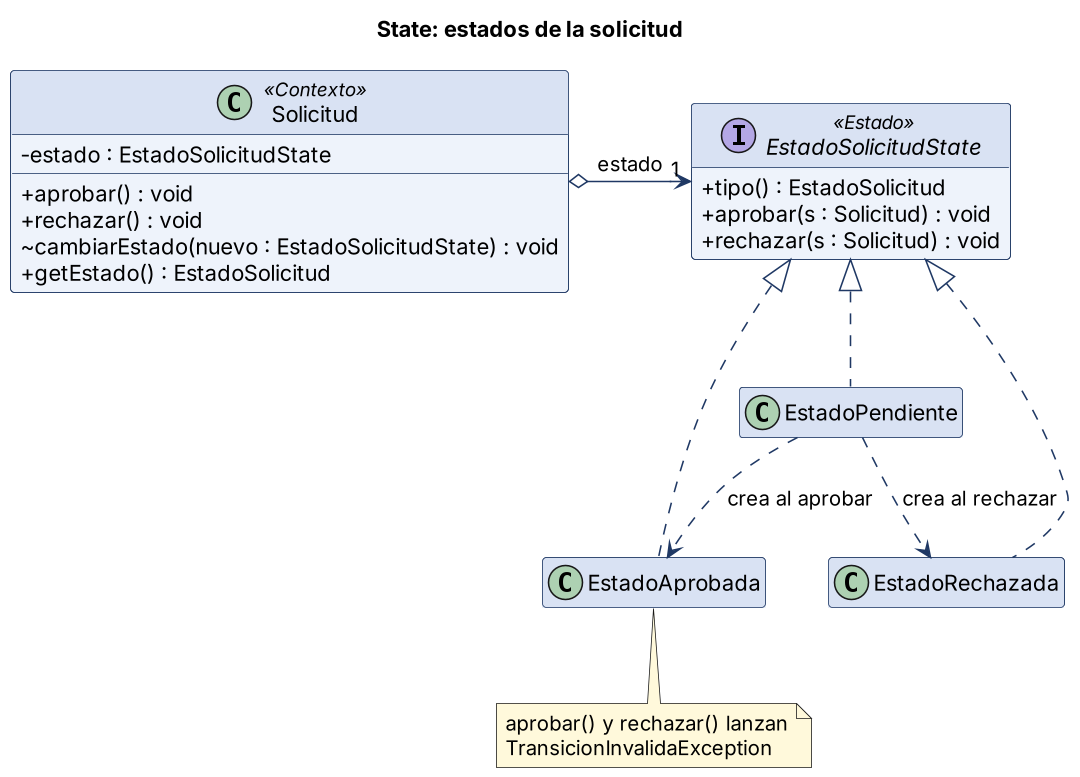 State: estados de la solicitud
C
«Contexto»
Solicitud
-estado : EstadoSolicitudState
+aprobar() : void
+rechazar() : void
~cambiarEstado(nuevo : EstadoSolicitudState) : void
+getEstado() : EstadoSolicitud
estado
1
I
«Estado»
EstadoSolicitudState
+tipo() : EstadoSolicitud
+aprobar(s : Solicitud) : void
+rechazar(s : Solicitud) : void
C EstadoPendiente
crea al aprobar
crea al rechazar
C EstadoAprobada
C EstadoRechazada
aprobar() y rechazar() lanzan
TransicionInvalidaException